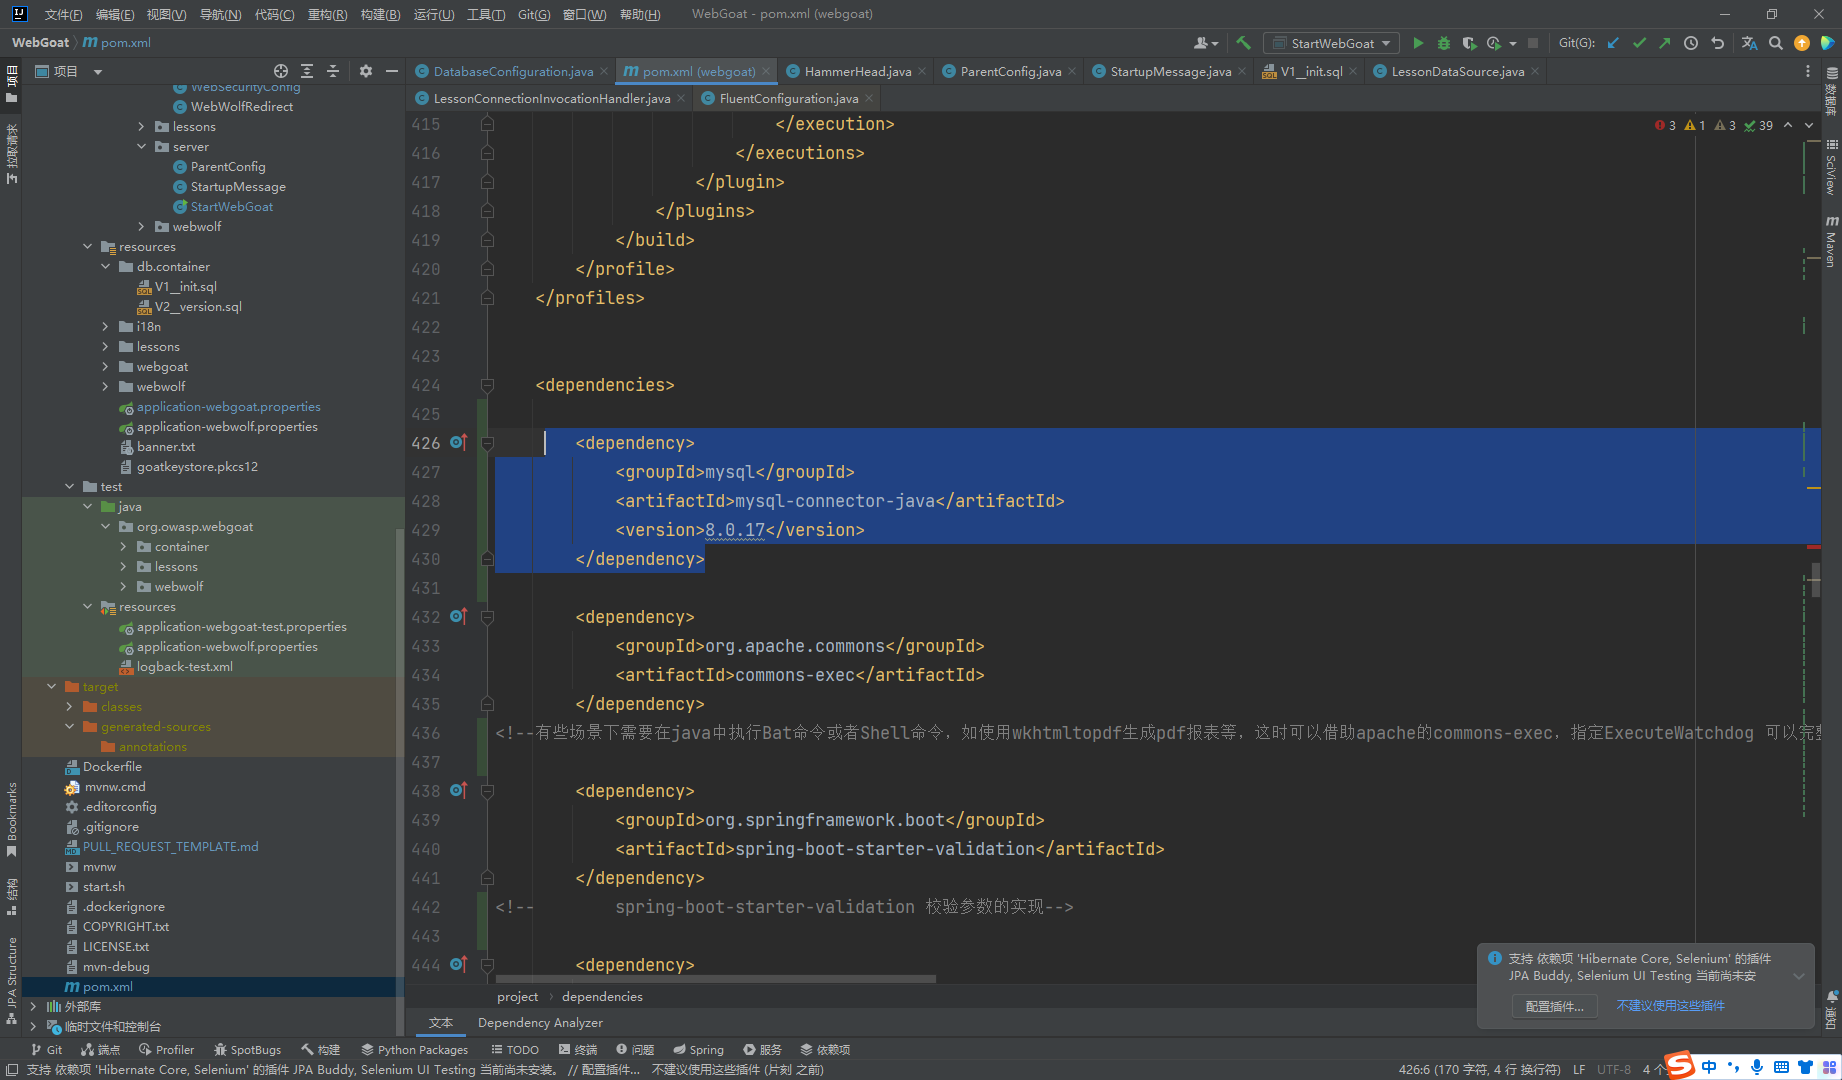 文件(F) 编辑(E) 视图(V) 导航(N) 代码(C) 重构(R) 构建(B) 运行(U) 工具(T) Git(G) 窗口(W) 帮助(H) WebGoat - pom.xml (webgoat)
WebGoat pom.xml
StartWebGoat Git(G):
项目
DatabaseConfiguration.java pom.xml (webgoat) HammerHead.java ParentConfig.java StartupMessage.java V1__init.sql LessonDataSource.java
LessonConnectionInvocationHandler.java FluentConfiguration.java
3 1 3 39
WebSecurityConfig
WebWolfRedirect
lessons
server
ParentConfig
StartupMessage
StartWebGoat
webwolf
resources
db.container
V1__init.sql
V2__version.sql
i18n
lessons
webgoat
webwolf
application-webgoat.properties
application-webwolf.properties
banner.txt
goatkeystore.pkcs12
test
java
org.owasp.webgoat
container
lessons
webwolf
resources
application-webgoat-test.properties
application-webwolf.properties
logback-test.xml
target
classes
generated-sources
annotations
Dockerfile
mvnw.cmd
.editorconfig
.gitignore
PULL_REQUEST_TEMPLATE.md
mvnw
start.sh
.dockerignore
COPYRIGHT.txt
LICENSE.txt
mvn-debug
pom.xml
外部库
临时文件和控制台
415 </execution>
416 </executions>
417 </plugin>
418 </plugins>
419 </build>
420 </profile>
421 </profiles>
422
423
424 <dependencies>
425
426 <dependency>
427 <groupId>mysql</groupId>
428 <artifactId>mysql-connector-java</artifactId>
429 <version>8.0.17</version>
430 </dependency>
431
432 <dependency>
433 <groupId>org.apache.commons</groupId>
434 <artifactId>commons-exec</artifactId>
435 </dependency>
436 <!--有些场景下需要在java中执行Bat命令或者Shell命令，如使用wkhtmltopdf生成pdf报表等，这时可以借助apache的commons-exec，指定ExecuteWatchdog 可以完整
437
438 <dependency>
439 <groupId>org.springframework.boot</groupId>
440 <artifactId>spring-boot-starter-validation</artifactId>
441 </dependency>
442 <!-- spring-boot-starter-validation 校验参数的实现-->
443
444 <dependency>
project dependencies
文本 Dependency Analyzer
项目
拉取请求
Bookmarks
结构
JPA Structure
数据库
SciView
Maven
通知
支持 依赖项 'Hibernate Core, Selenium' 的插件
JPA Buddy, Selenium UI Testing 当前尚未安
配置插件... 不建议使用这些插件
Git 端点 Profiler SpotBugs 构建 Python Packages TODO 终端 问题 Spring 服务 依赖项
支持 依赖项 'Hibernate Core, Selenium' 的插件 JPA Buddy, Selenium UI Testing 当前尚未安装。 // 配置插件... 不建议使用这些插件 (片刻 之前)
426:6 (170 字符, 4 行 换行符) LF UTF-8 4 个
中